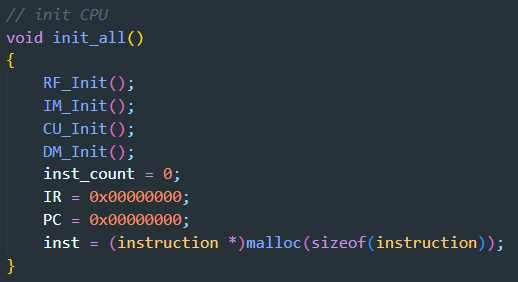 // init CPU
void init_all()
{
    RF_Init();
    IM_Init();
    CU_Init();
    DM_Init();
    inst_count = 0;
    IR = 0x00000000;
    PC = 0x00000000;
    inst = (instruction *)malloc(sizeof(instruction));
}